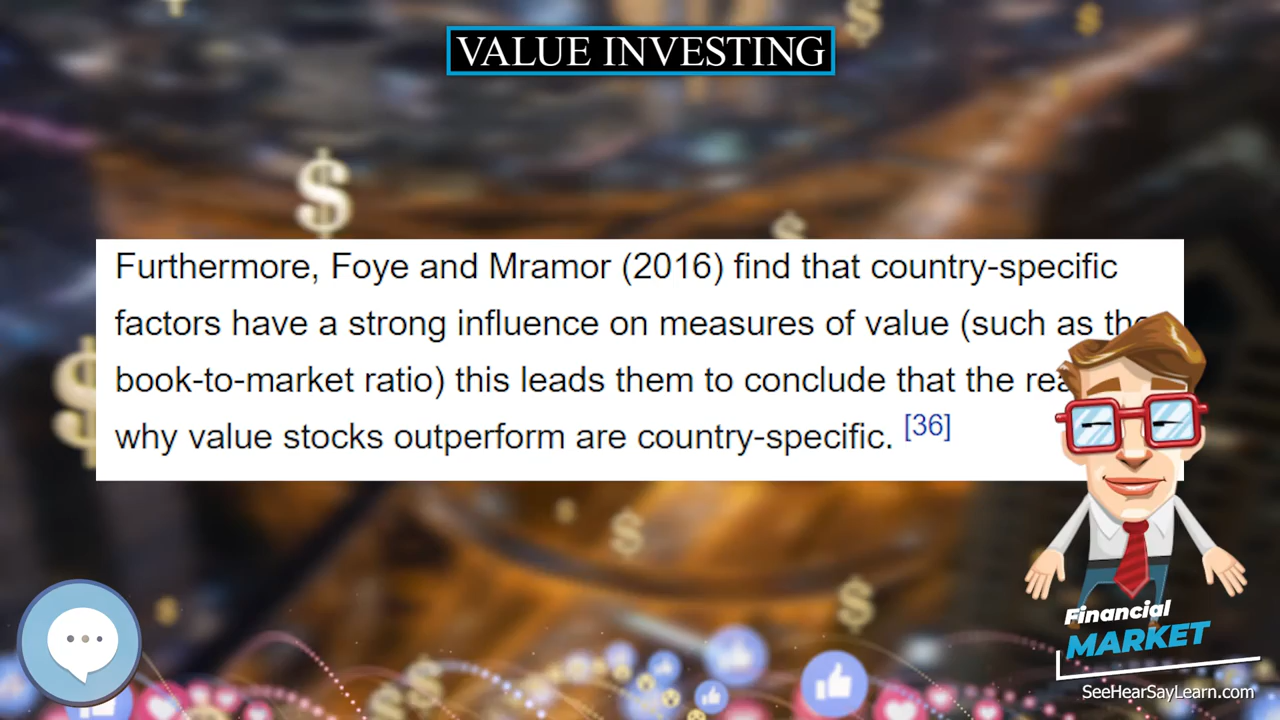 VALUE INVESTING
Furthermore, Foye and Mramor (2016) find that country-specific
factors have a strong influence on measures of value (such as the
book-to-market ratio) this leads them to conclude that the
why value stocks outperform are country-specific. [36]
Financial
MARKET
SeeHearSayLearn.com